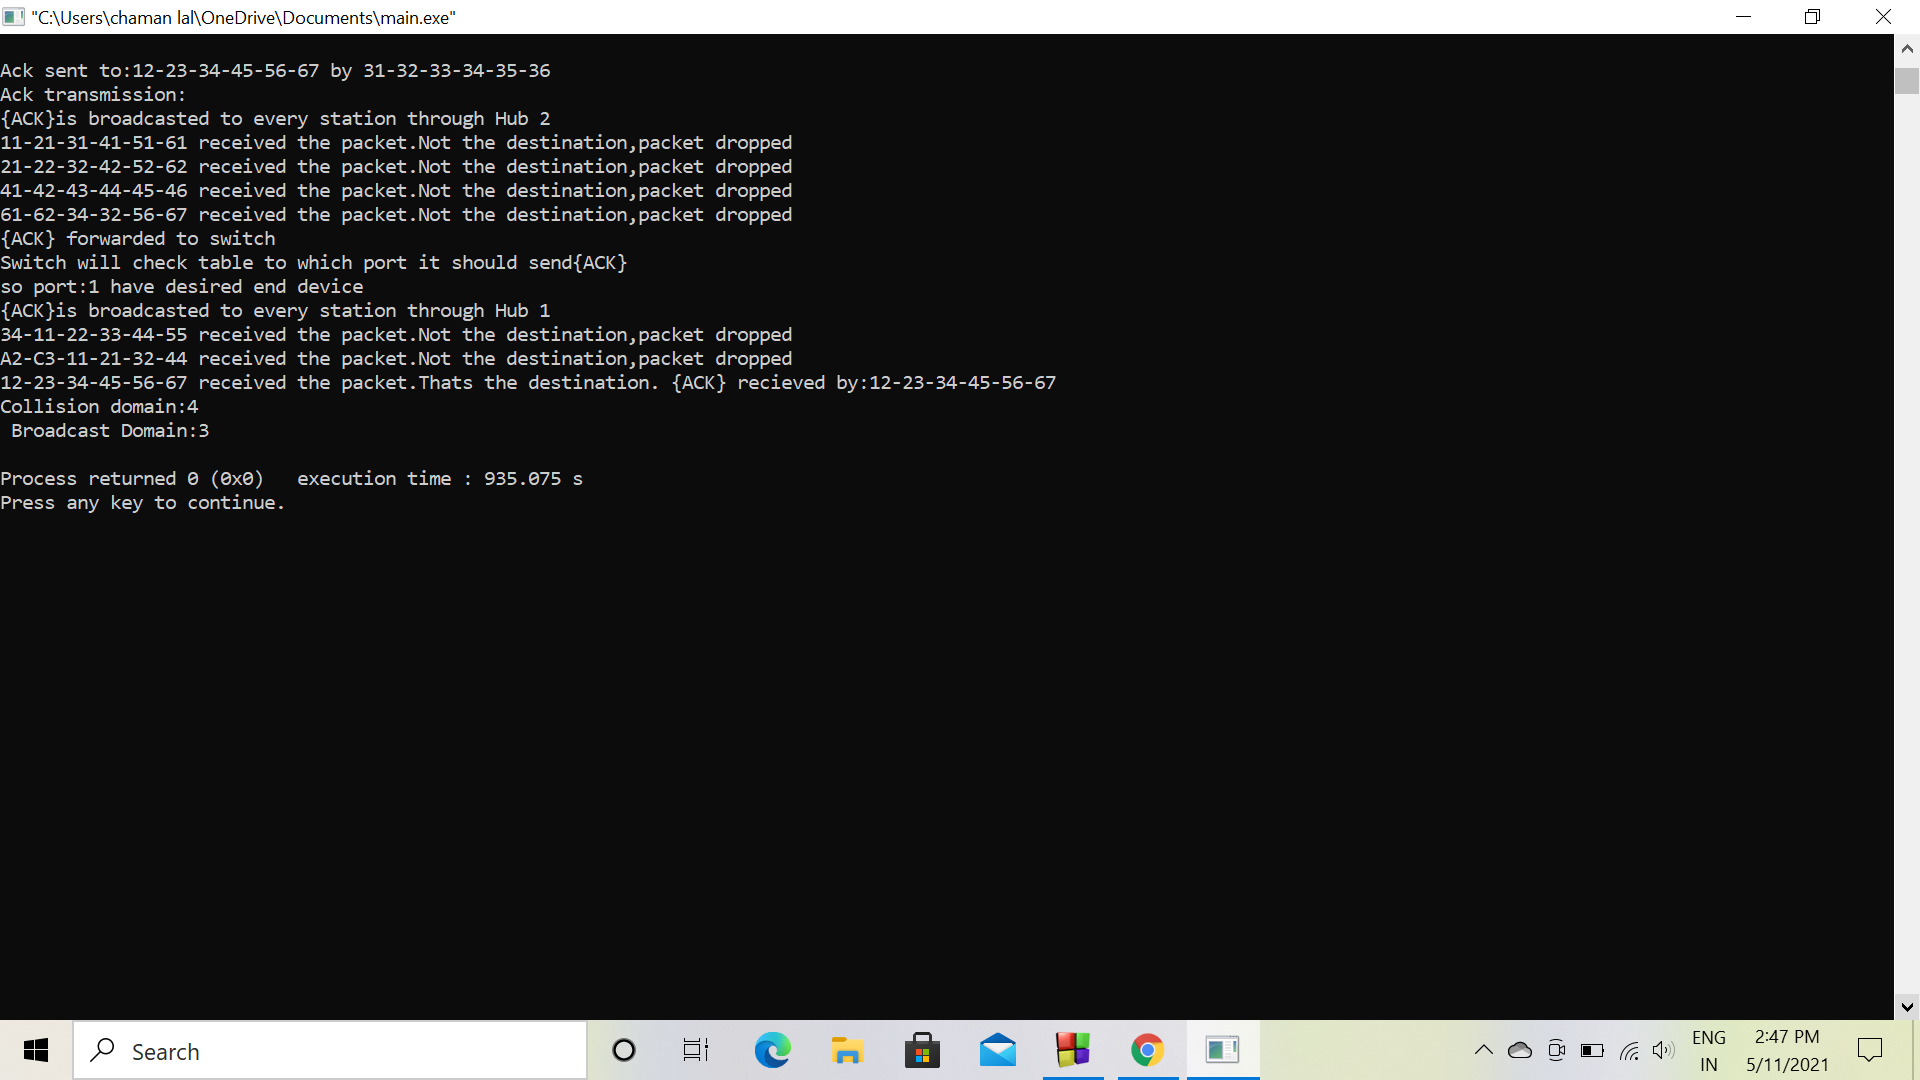 "C:\Users\chaman lal\OneDrive\Documents\main.exe"
Ack sent to:12-23-34-45-56-67 by 31-32-33-34-35-36
Ack transmission:
{ACK}is broadcasted to every station through Hub 2
11-21-31-41-51-61 received the packet.Not the destination,packet dropped
21-22-32-42-52-62 received the packet.Not the destination,packet dropped
41-42-43-44-45-46 received the packet.Not the destination,packet dropped
61-62-34-32-56-67 received the packet.Not the destination,packet dropped
{ACK} forwarded to switch
Switch will check table to which port it should send{ACK}
so port:1 have desired end device
{ACK}is broadcasted to every station through Hub 1
34-11-22-33-44-55 received the packet.Not the destination,packet dropped
A2-C3-11-21-32-44 received the packet.Not the destination,packet dropped
12-23-34-45-56-67 received the packet.Thats the destination. {ACK} recieved by:12-23-34-45-56-67
Collision domain:4
 Broadcast Domain:3
Process returned 0 (0x0)   execution time : 935.075 s
Press any key to continue.
Search
ENG
IN
2:47 PM
5/11/2021